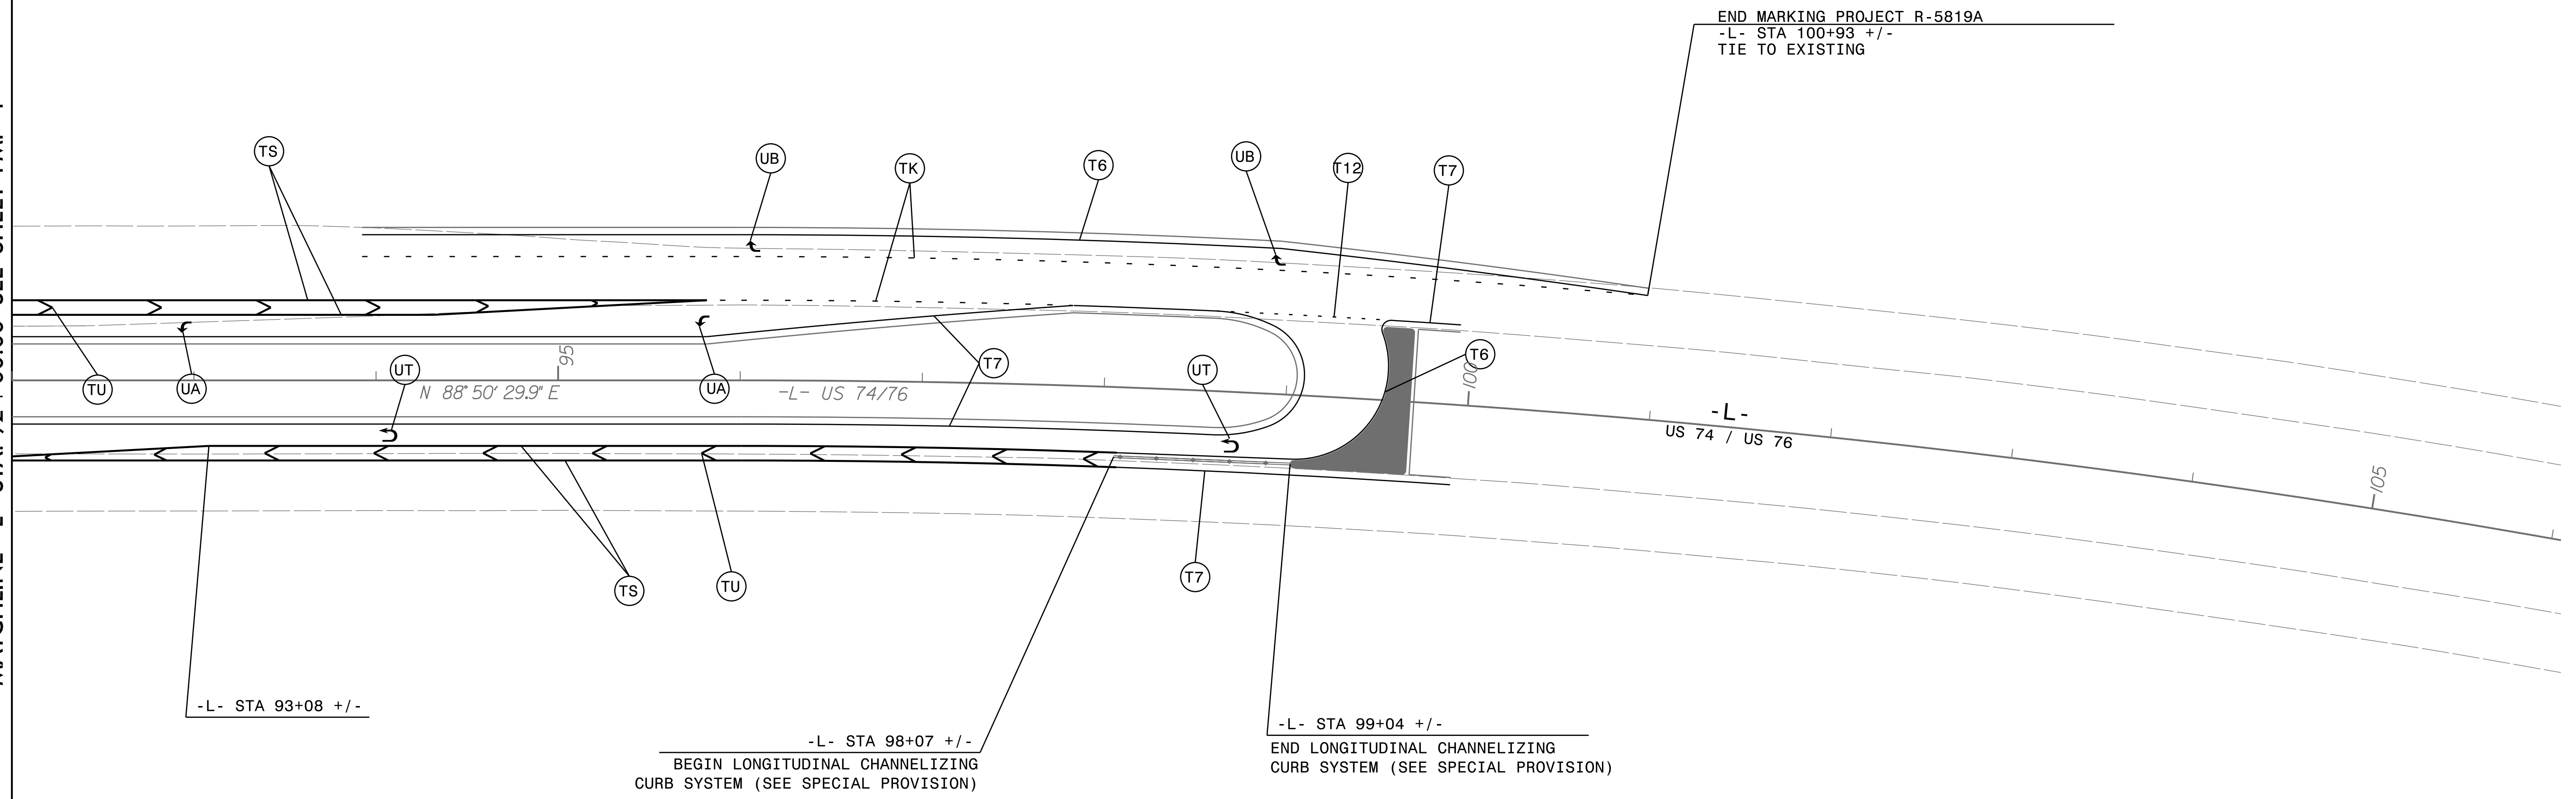 END MARKING PROJECT R-5819A
-L- STA 100+93 +/-
TIE TO EXISTING
TS
UB
TK
T6
UB
T12
T7
TU
UA
UT
95
N 88° 50' 29.9" E
UA
-L- US 74/76
T7
UT
T6
100
-L-
US 74 / US 76
105
TS
TU
T7
-L- STA 93+08 +/-
-L- STA 98+07 +/-
BEGIN LONGITUDINAL CHANNELIZING
CURB SYSTEM (SEE SPECIAL PROVISION)
-L- STA 99+04 +/-
END LONGITUDINAL CHANNELIZING
CURB SYSTEM (SEE SPECIAL PROVISION)